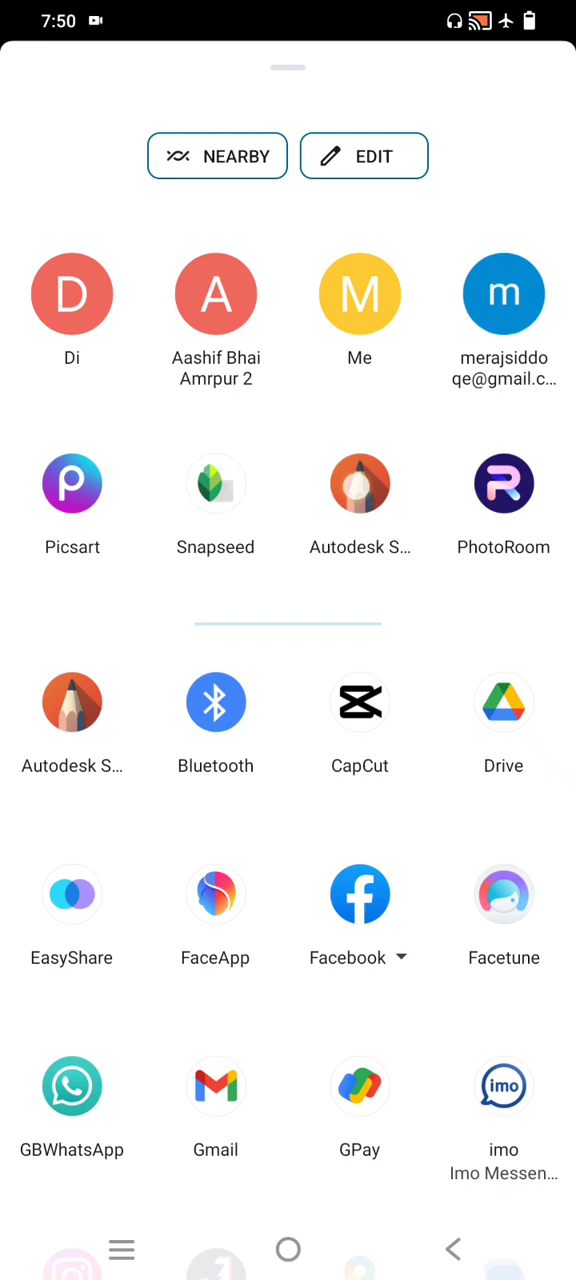 7:50
NEARBY
EDIT
D
A
M
m
Di
Aashif Bhai
Amrpur 2
Me
merajsiddo
qe@gmail.c...
Picsart
Snapseed
Autodesk S...
PhotoRoom
Autodesk S...
Bluetooth
CapCut
Drive
EasyShare
FaceApp
Facebook
Facetune
imo
GBWhatsApp
Gmail
GPay
imo
Imo Messen...